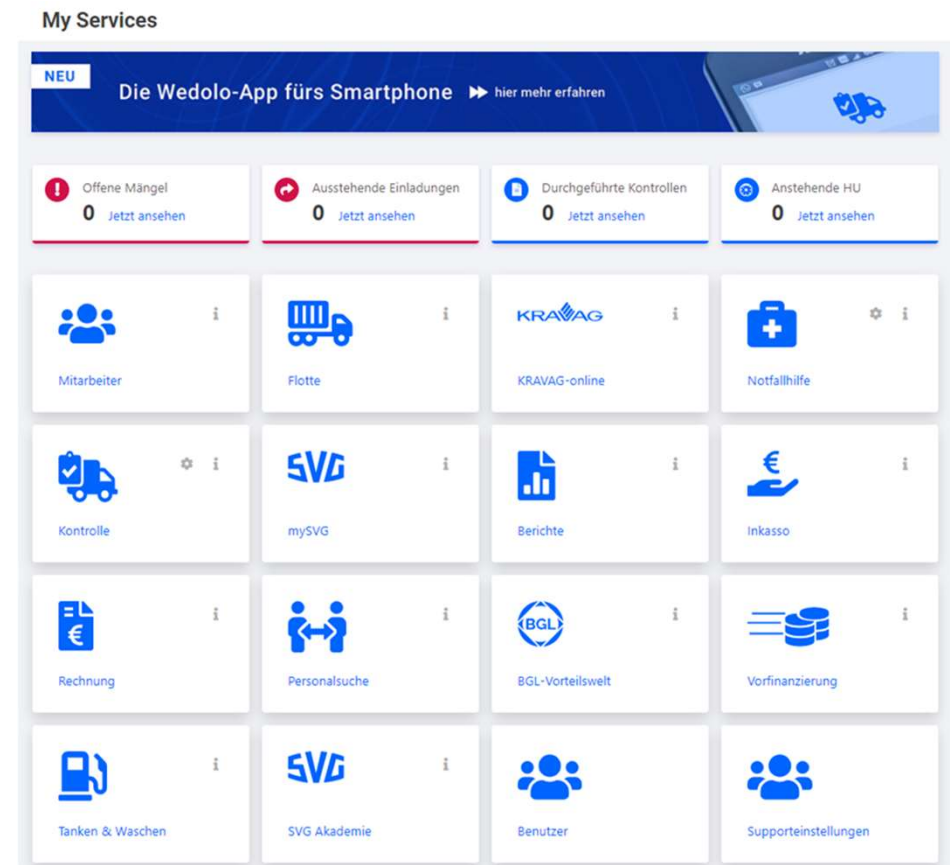 My Services
NEU
Die Wedolo-App fürs Smartphone hier mehr erfahren
Offene Mängel
0 Jetzt ansehen
Ausstehende Einladungen
0 Jetzt ansehen
Durchgeführte Kontrollen
0 Jetzt ansehen
Anstehende HU
0 Jetzt ansehen
Mitarbeiter
Flotte
KRAVAG
KRAVAG-online
Notfallhilfe
Kontrolle
SVG
mySVG
Berichte
€
Inkasso
€
Rechnung
Personalsuche
BGL
BGL-Vorteilswelt
Vorfinanzierung
Tanken & Waschen
SVG
SVG Akademie
Benutzer
Supporteinstellungen